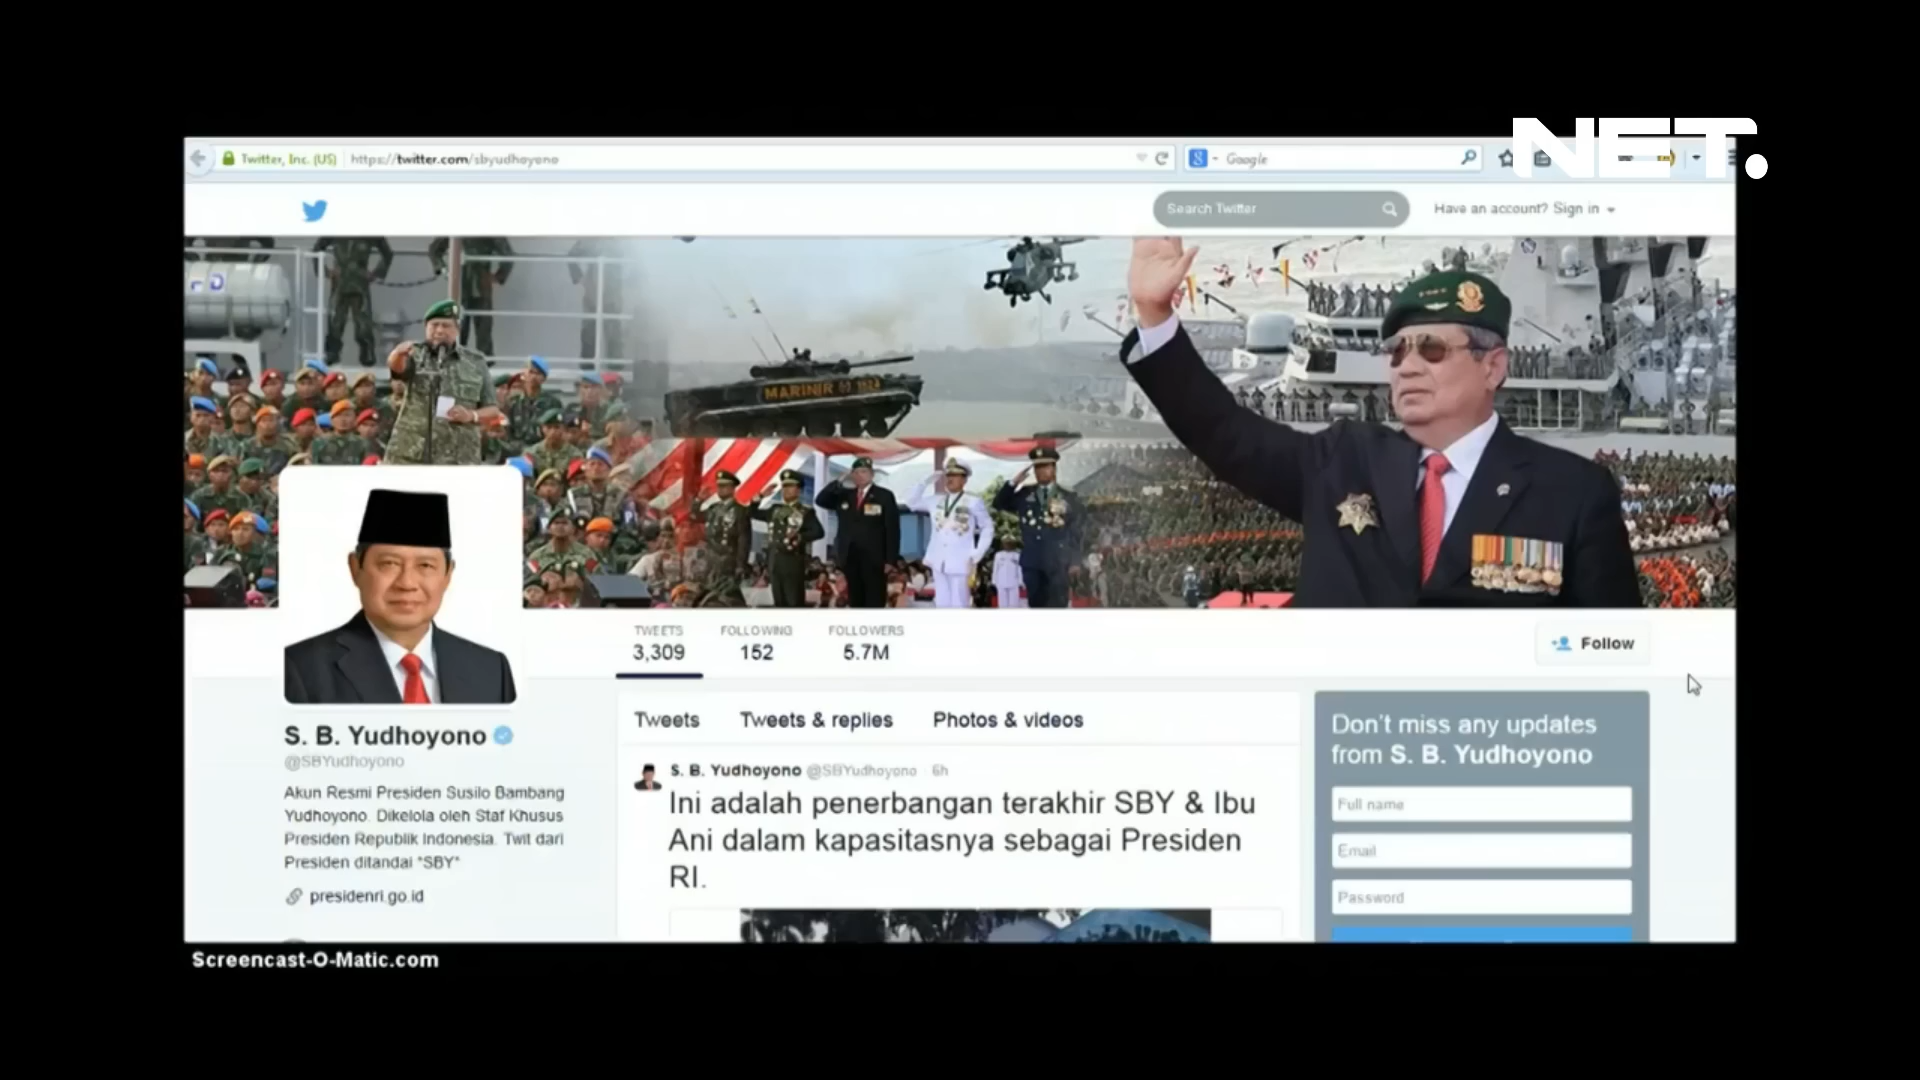 NET.
Twitter, Inc. (US) https://twitter.com/sbyudhoyono
Google
Search Twitter
Have an account? Sign in
MARINIR
TWEETS
3,309
FOLLOWING
152
FOLLOWERS
5.7M
Follow
S. B. Yudhoyono
@SBYudhoyono
Akun Resmi Presiden Susilo Bambang
Yudhoyono. Dikelola oleh Staf Khusus
Presiden Republik Indonesia. Twit dari
Presiden ditandai *SBY*
presidenri.go.id
Tweets
Tweets & replies
Photos & videos
S. B. Yudhoyono @SBYudhoyono · 6h
Ini adalah penerbangan terakhir SBY & Ibu
Ani dalam kapasitasnya sebagai Presiden
RI.
Don't miss any updates
from S. B. Yudhoyono
Full name
Email
Password
Screencast-O-Matic.com